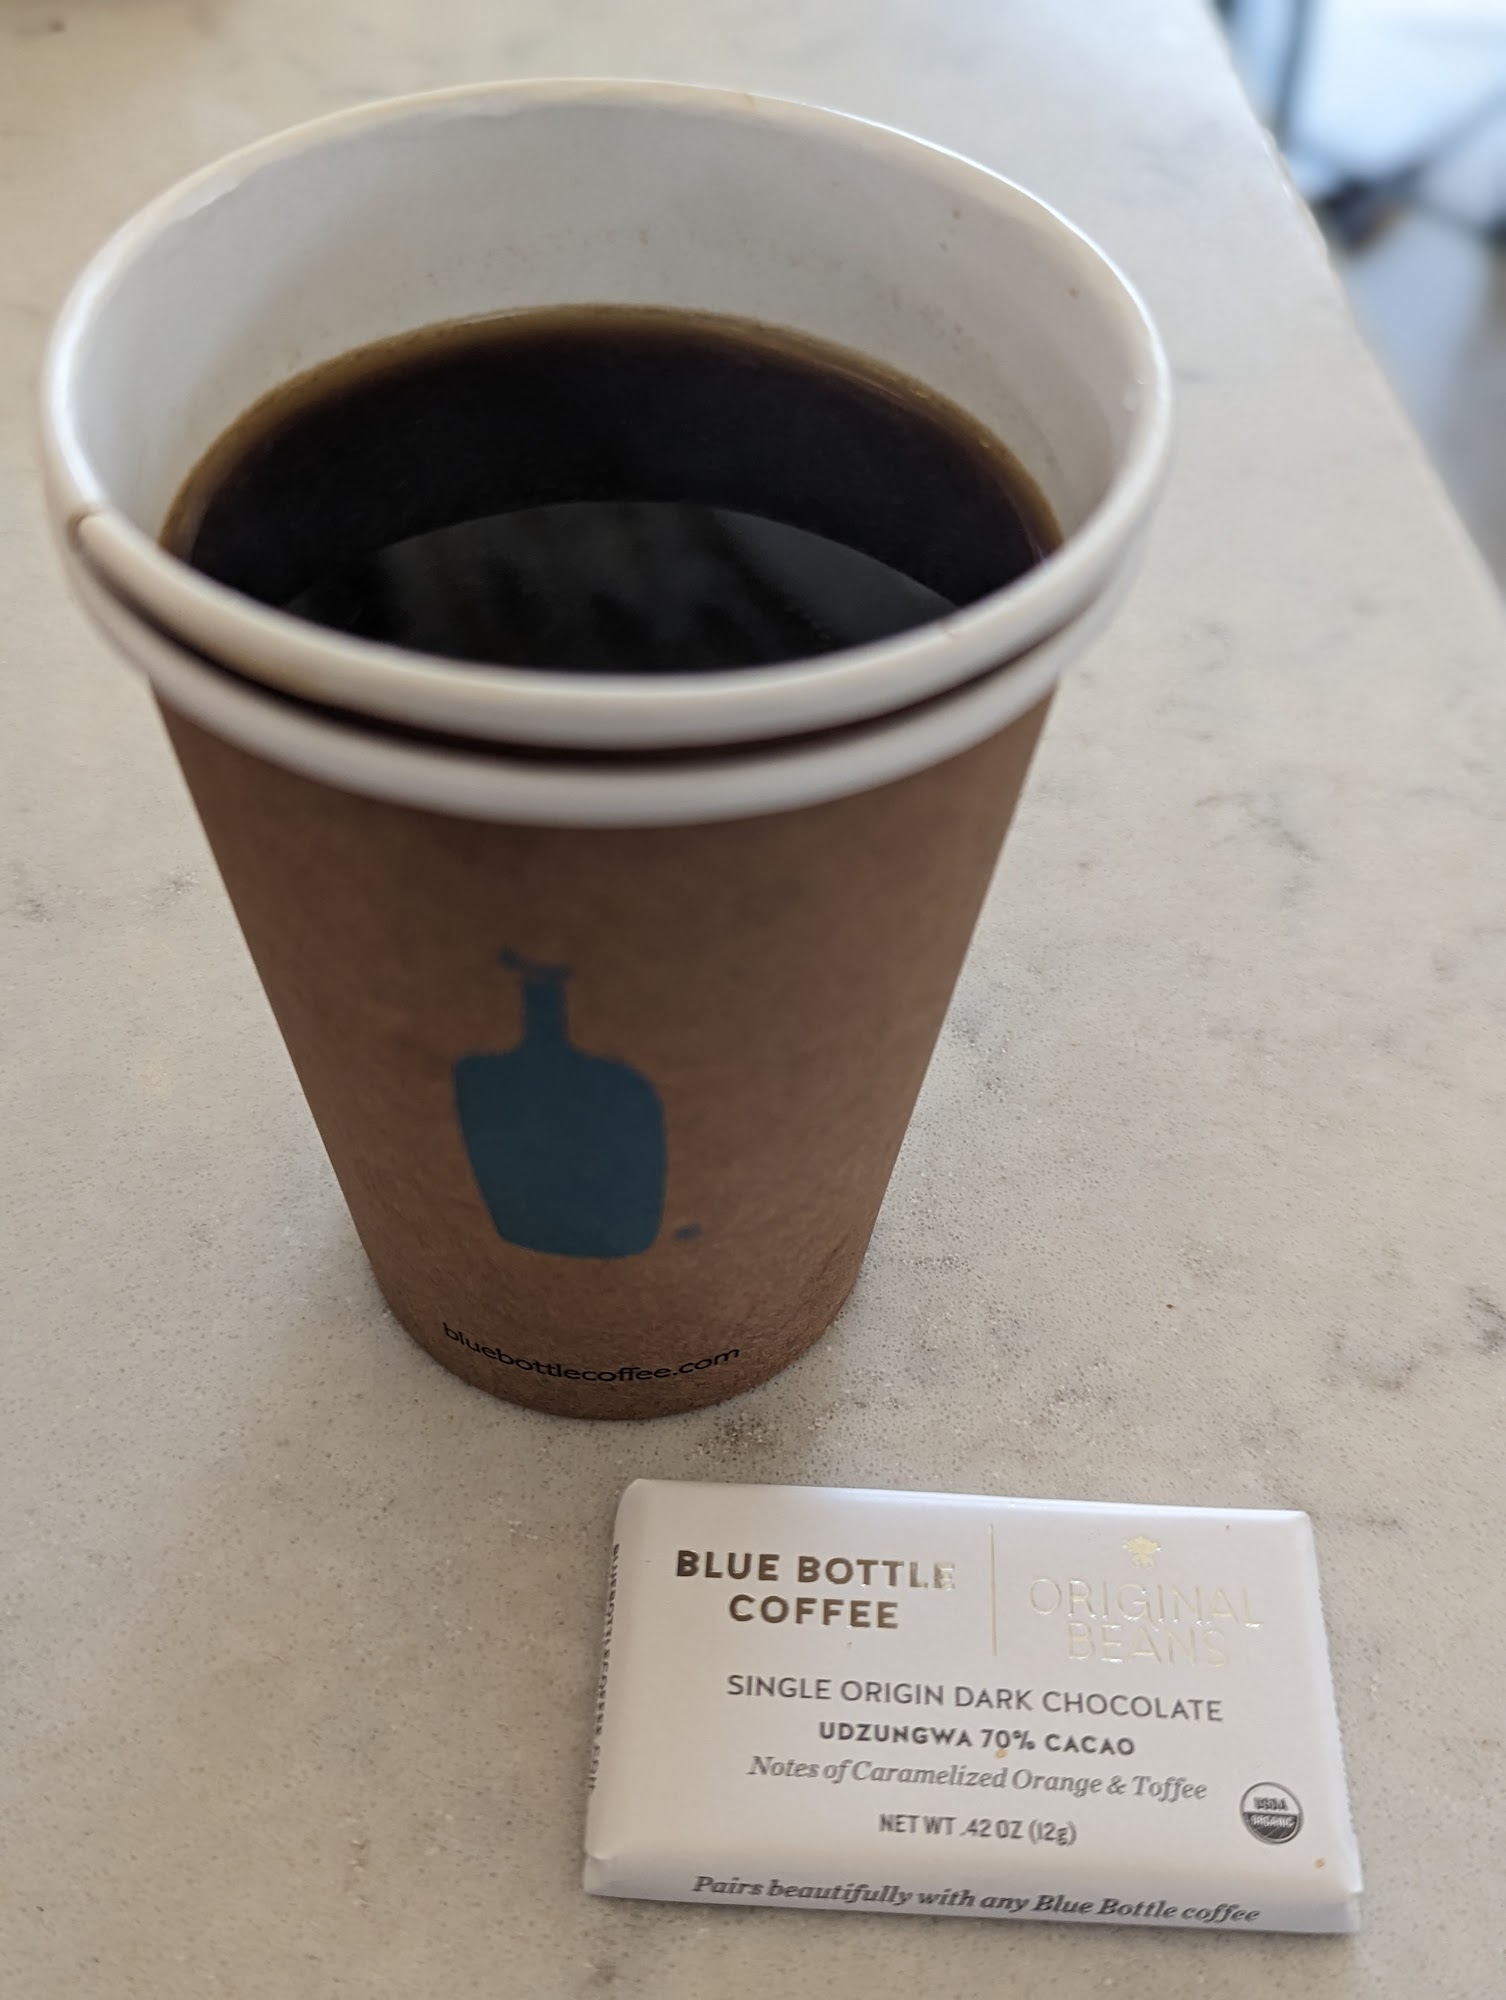 bluebottlecoffee.com
BLUE BOTTLE
COFFEE
ORIGINAL
BEANS
SINGLE ORIGIN DARK CHOCOLATE
UDZUNGWA 70% CACAO
Notes of Caramelized Orange & Toffee
NET WT .42 OZ (12g)
USDA
ORGANIC
Pairs beautifully with any Blue Bottle coffee